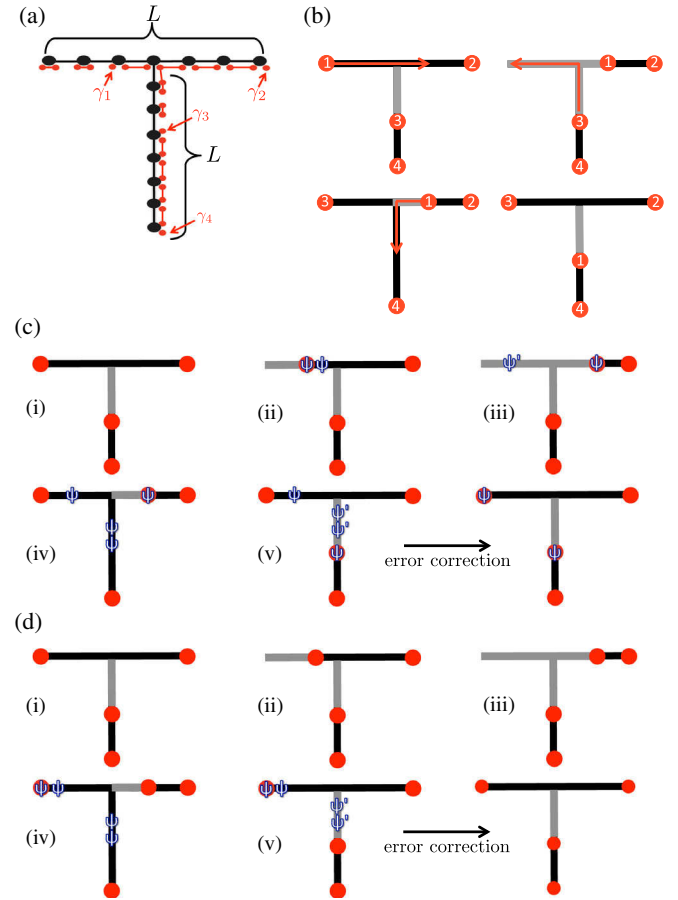 (a)
L
γ1
γ2
γ3
L
γ4
(b)
1 2
3
4
1 2
3
4
3 1 2
4
3 2
1
4
(c)
(i)
ψ ψ
(ii)
ψ' ψ
(iii)
ψ ψ
ψ
ψ
(iv)
ψ
ψ'
ψ'
ψ
(v)
error correction
ψ
ψ
(d)
(i)
(ii)
(iii)
ψ ψ
ψ
ψ
(iv)
ψ ψ
ψ'
ψ'
(v)
error correction